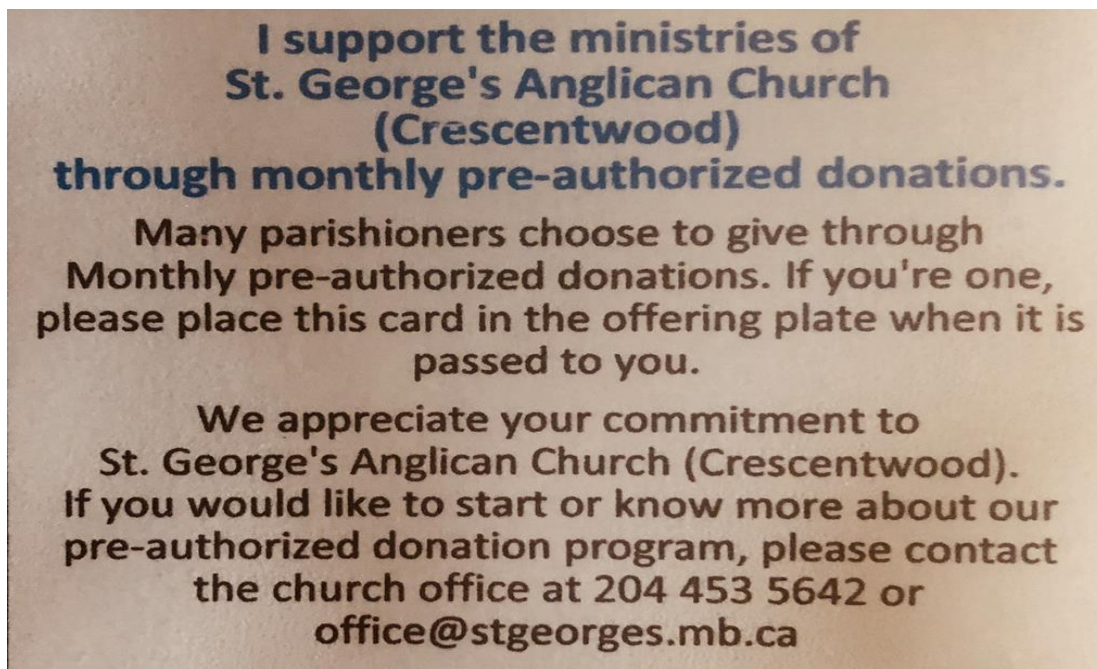 I support the ministries of
St. George's Anglican Church
(Crescentwood)
through monthly pre-authorized donations.
Many parishioners choose to give through
Monthly pre-authorized donations. If you're one,
please place this card in the offering plate when it is
passed to you.
We appreciate your commitment to
St. George's Anglican Church (Crescentwood).
If you would like to start or know more about our
pre-authorized donation program, please contact
the church office at 204 453 5642 or
office@stgeorges.mb.ca